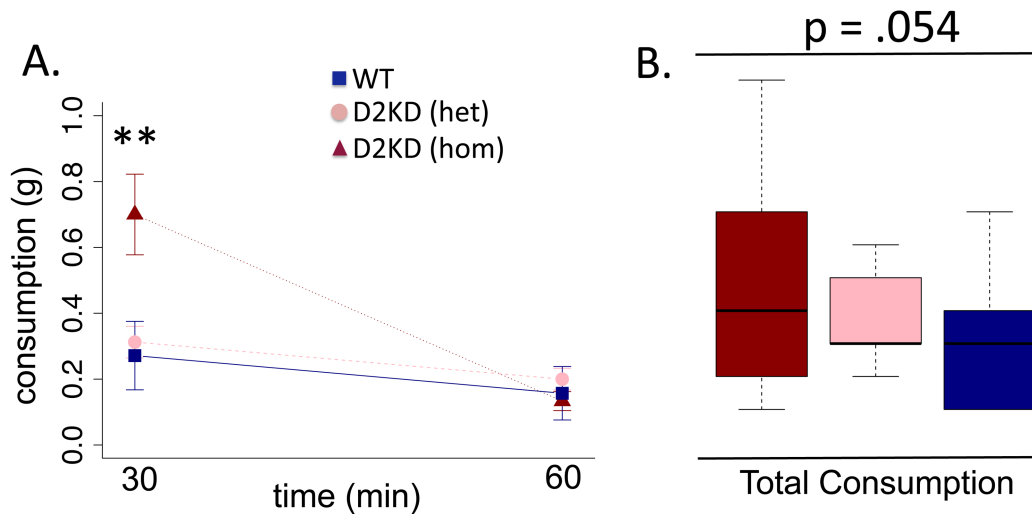 A.
WT
D2KD (het)
D2KD (hom)
**
consumption (g)
1.0
0.8
0.6
0.4
0.2
0.0
30
60
time (min)
B.
p = .054
Total Consumption